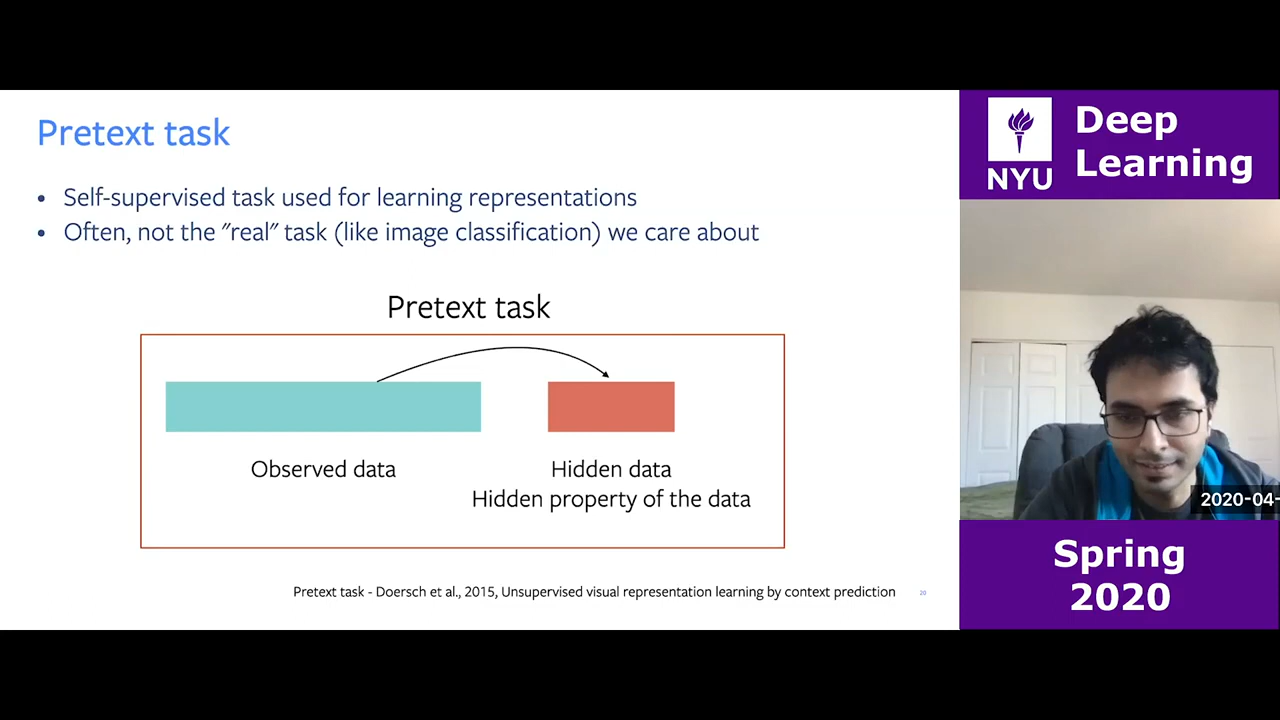 Pretext task
• Self-supervised task used for learning representations
• Often, not the "real" task (like image classification) we care about
Pretext task
Observed data
Hidden data
Hidden property of the data
Pretext task - Doersch et al., 2015, Unsupervised visual representation learning by context prediction
20
NYU
Deep
Learning
2020-04-
Spring
2020